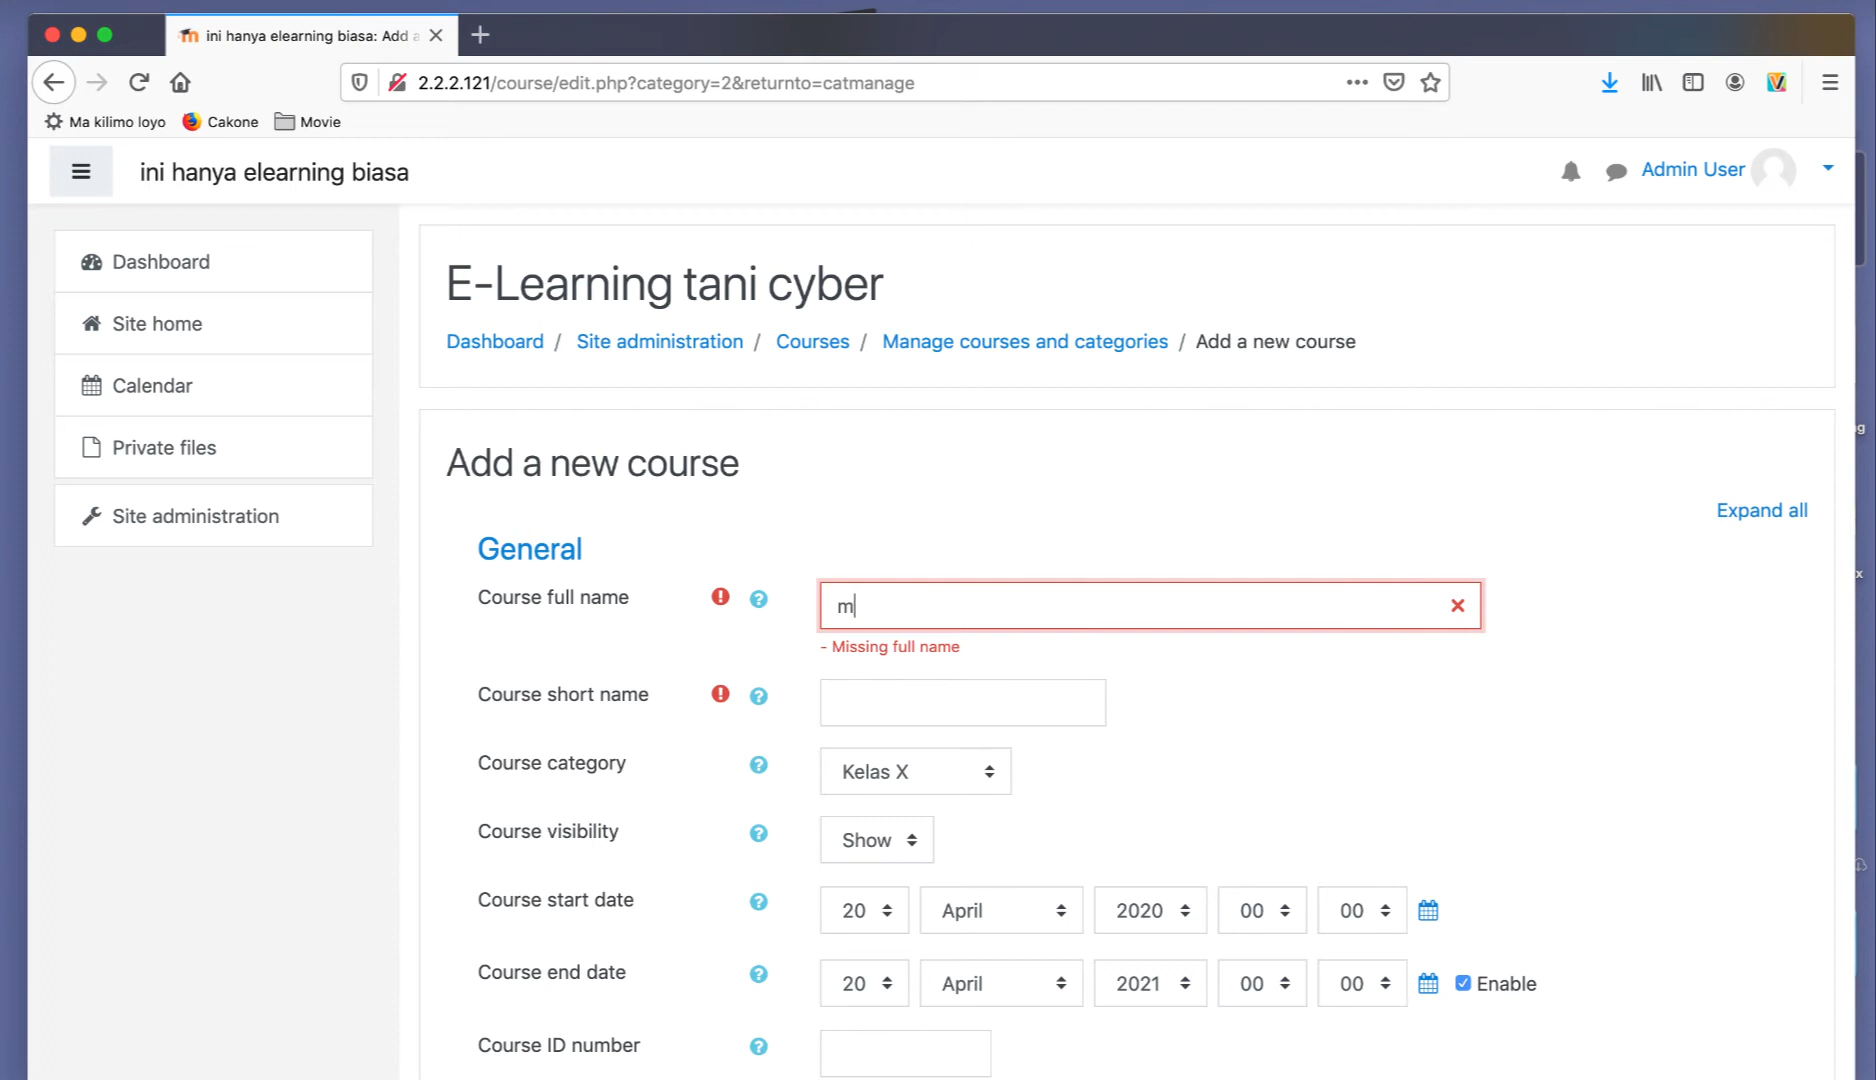 ini hanya elearning biasa: Add a
2.2.2.121/course/edit.php?category=2&returnto=catmanage
Ma kilimo loyo Cakone Movie
ini hanya elearning biasa
Admin User
Dashboard
Site home
Calendar
Private files
Site administration
E-Learning tani cyber
Dashboard / Site administration / Courses / Manage courses and categories / Add a new course
Add a new course
Expand all
General
Course full name m
- Missing full name
Course short name
Course category Kelas X
Course visibility Show
Course start date 20 April 2020 00 00
Course end date 20 April 2021 00 00 Enable
Course ID number